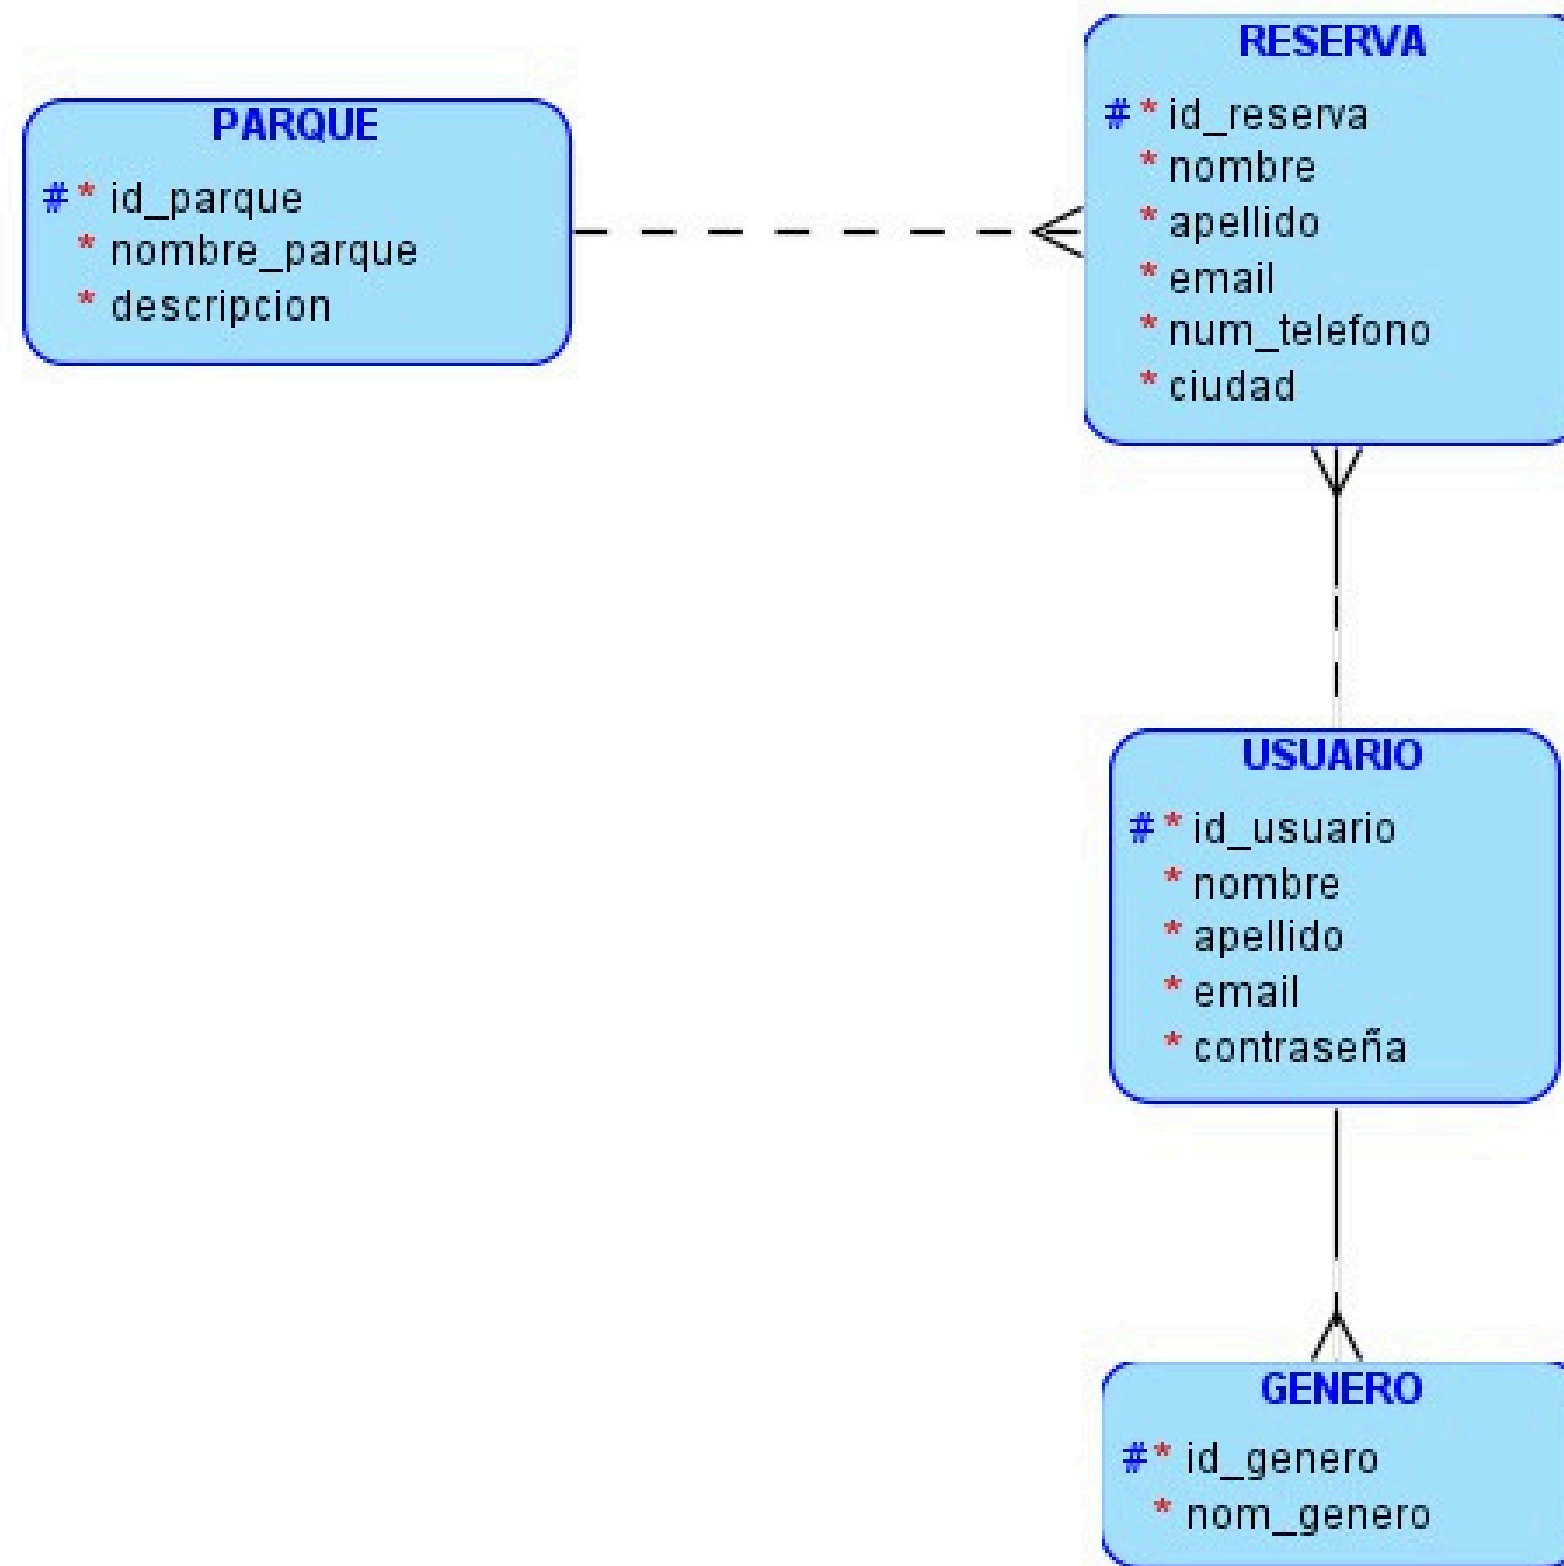 PARQUE
# * id_parque
* nombre_parque
* descripcion
RESERVA
# * id_reserva
* nombre
* apellido
* email
* num_telefono
* ciudad
USUARIO
# * id_usuario
* nombre
* apellido
* email
* contraseña
GENERO
# * id_genero
* nom_genero